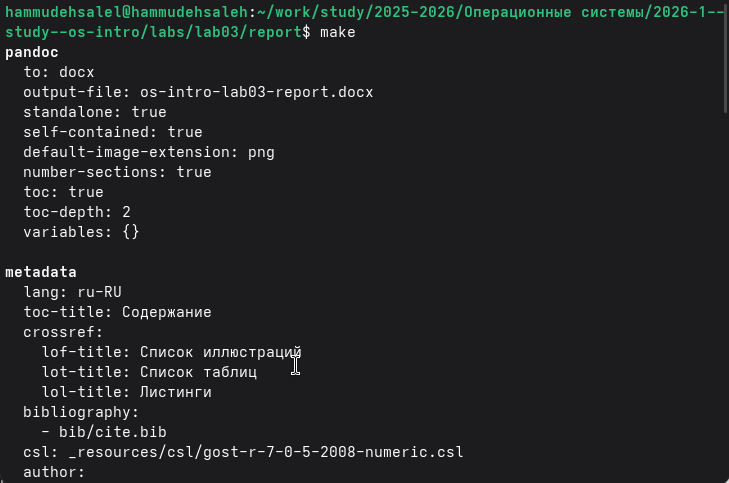 hammudehsalel@hammudehsaleh:~/work/study/2025-2026/Операционные системы/2026-1--
study--os-intro/labs/lab03/report$ make
pandoc
  to: docx
  output-file: os-intro-lab03-report.docx
  standalone: true
  self-contained: true
  default-image-extension: png
  number-sections: true
  toc: true
  toc-depth: 2
  variables: {}

metadata
  lang: ru-RU
  toc-title: Содержание
  crossref:
    lof-title: Список иллюстраций
    lot-title: Список таблиц
    lol-title: Листинги
  bibliography:
    - bib/cite.bib
  csl: _resources/csl/gost-r-7-0-5-2008-numeric.csl
  author: